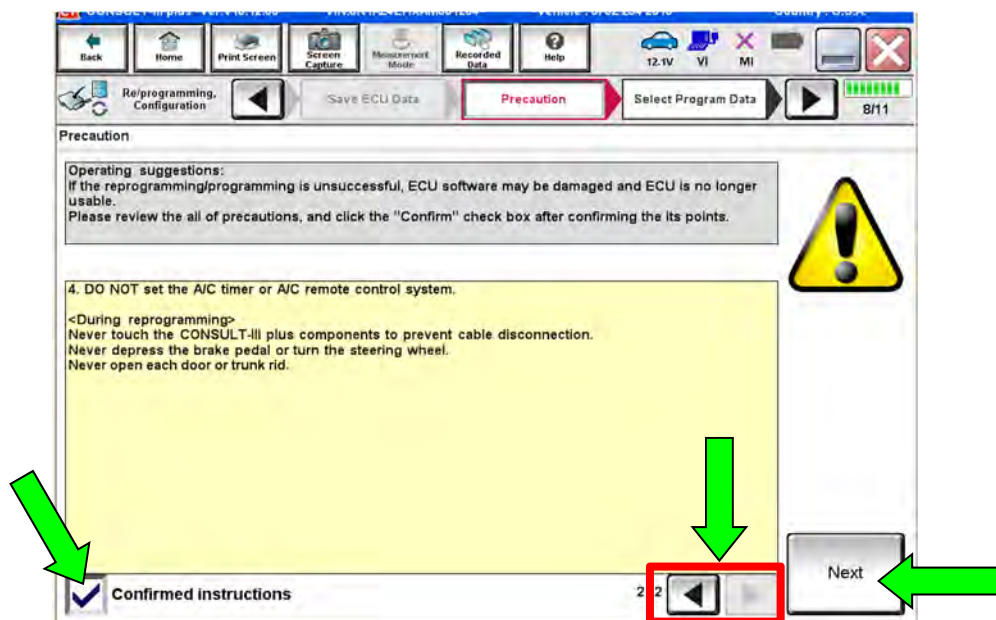 Back
Home
Print Screen
Screen
Capture
Measurement
Mode
Recorded
Data
Help
12.1V VI MI
Re/programming,
Configuration
Save ECU Data
Precaution
Select Program Data
8/11
Precaution
Operating suggestions:
If the reprogramming/programming is unsuccessful, ECU software may be damaged and ECU is no longer
usable.
Please review the all of precautions, and click the "Confirm" check box after confirming the its points.
4. DO NOT set the A/C timer or A/C remote control system.
<During reprogramming>
Never touch the CONSULT-III plus components to prevent cable disconnection.
Never depress the brake pedal or turn the steering wheel.
Never open each door or trunk rid.
Confirmed instructions
2 2
Next